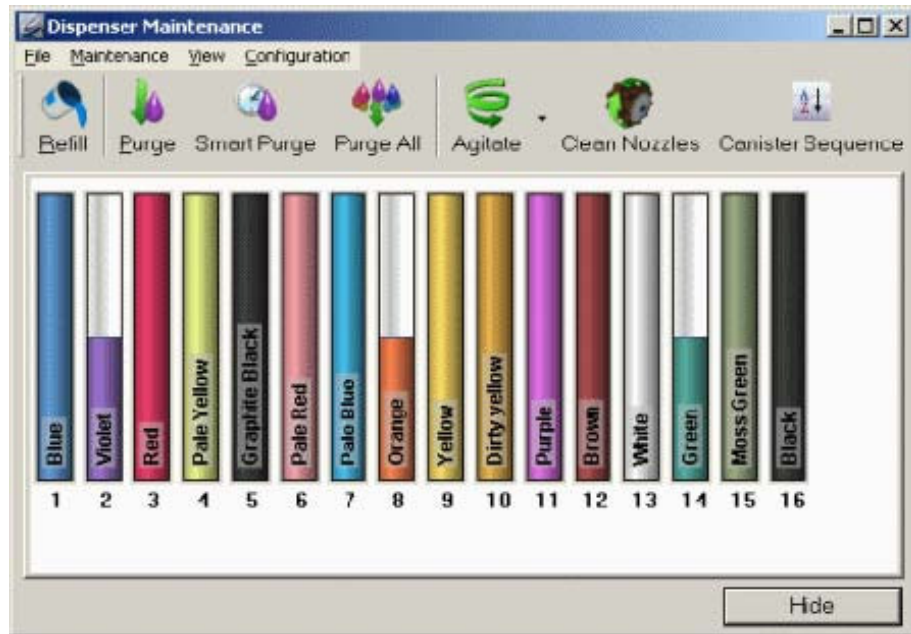 Dispenser Maintenance
File Maintenance View Configuration
Refill Purge Smart Purge Purge All Agitate Clean Nozzles Canister Sequence
Blue Violet Red Pale Yellow Graphite Black Pale Red Pale Blue Orange Yellow Dirty yellow Purple Brown White Green Moss Green Black
1 2 3 4 5 6 7 8 9 10 11 12 13 14 15 16
Hide